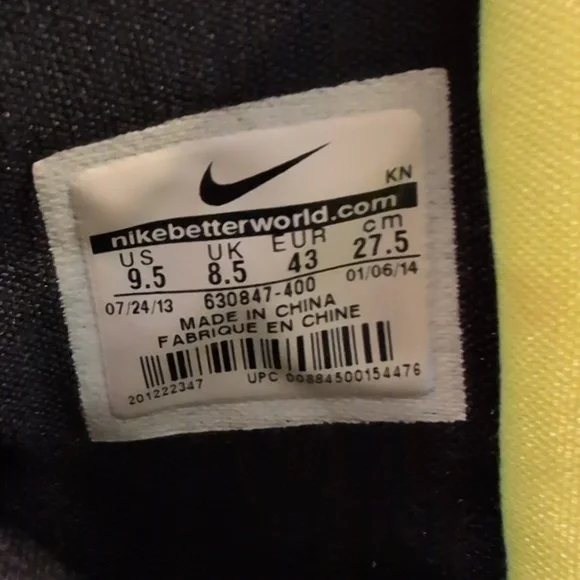 KN
nikebetterworld.com
US UK EUR cm
9.5 8.5 43 27.5
07/24/13 630847-400 01/06/14
MADE IN CHINA
FABRIQUE EN CHINE
201222347 UPC 00884500154476